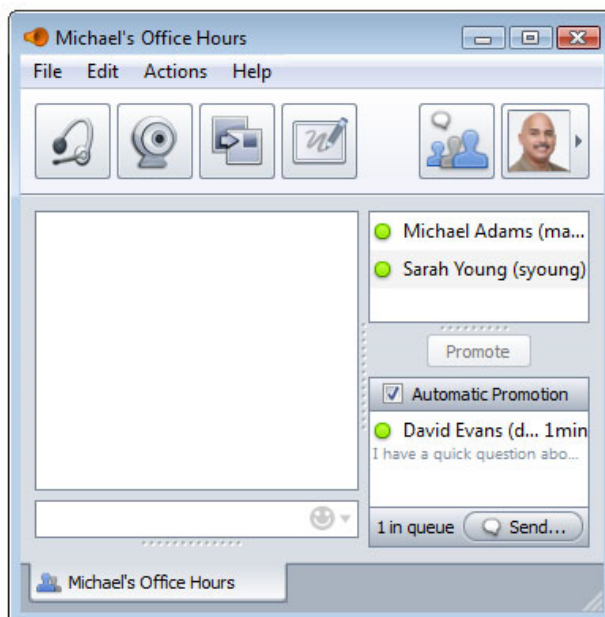 Michael's Office Hours
File Edit Actions Help
Michael Adams (ma...
Sarah Young (syoung)
Promote
Automatic Promotion
David Evans (d... 1min
I have a quick question abo...
1 in queue Send...
Michael's Office Hours